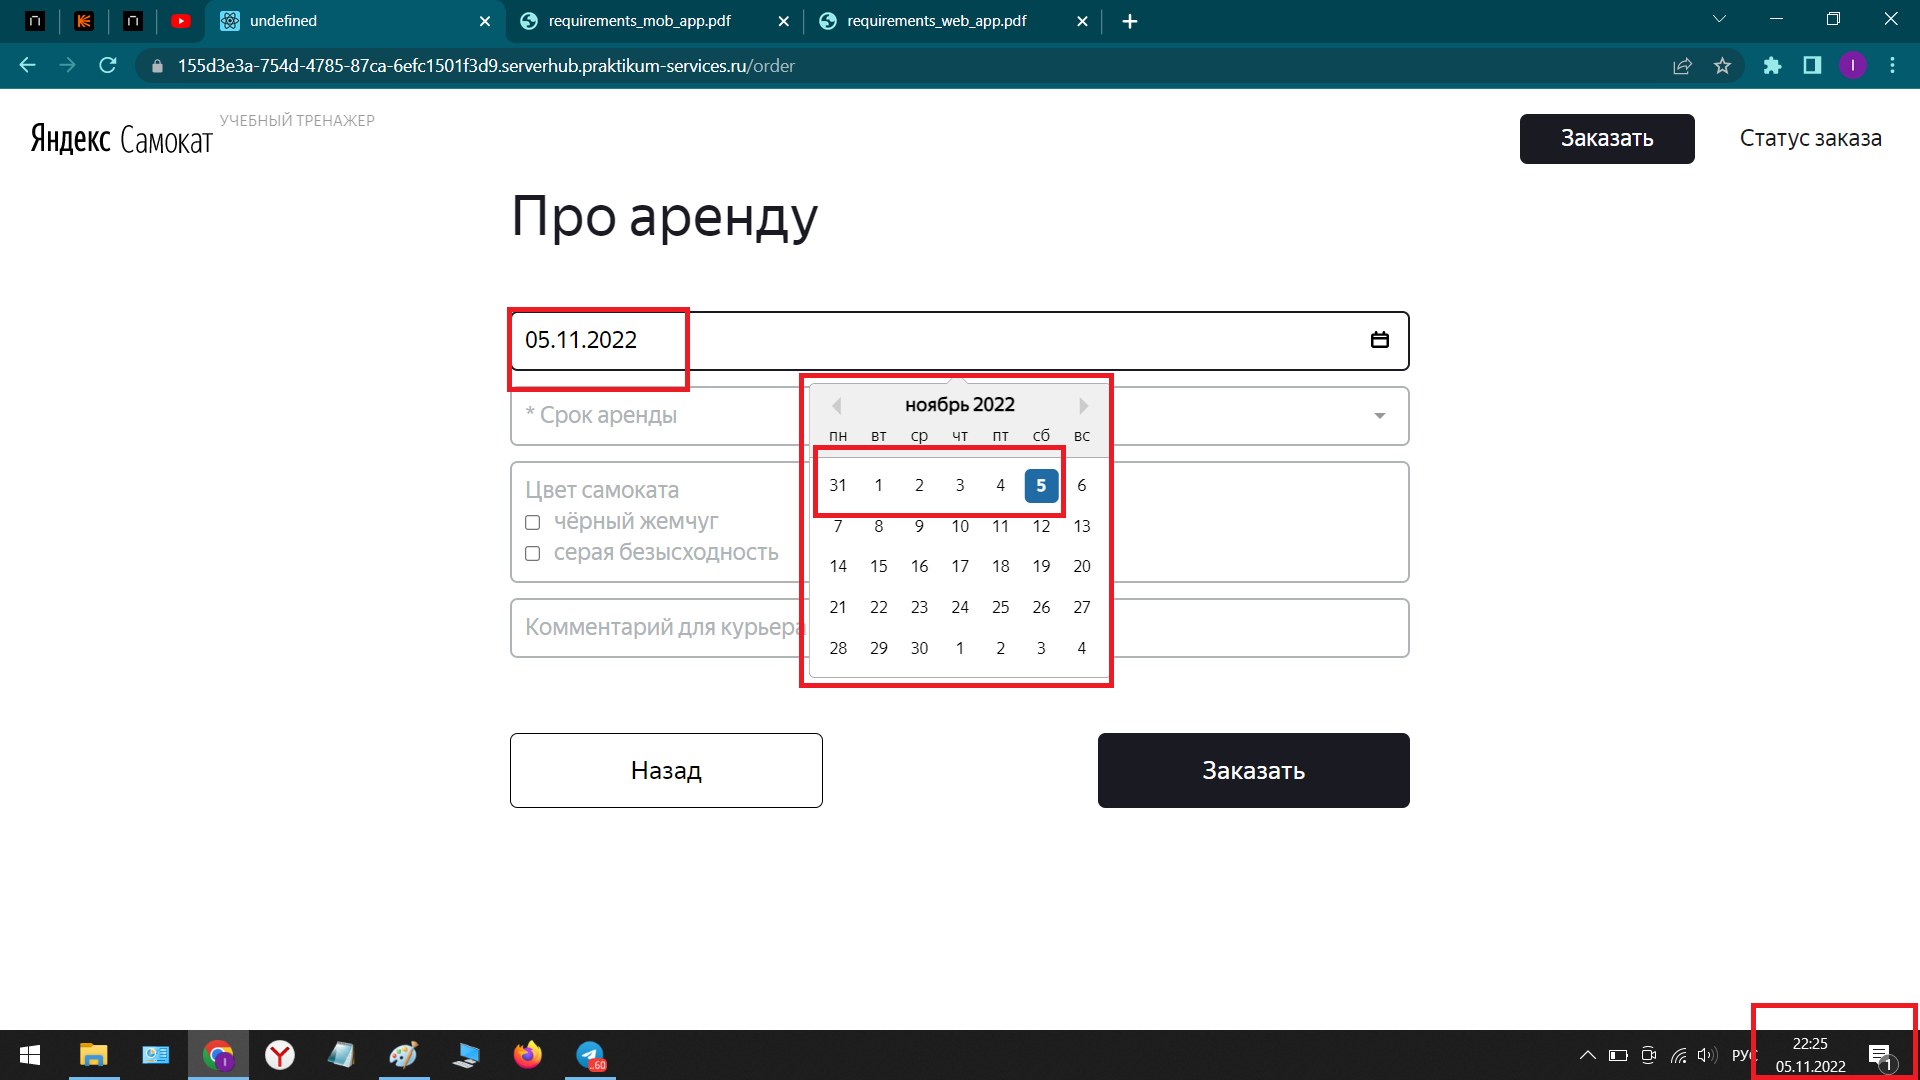 undefined
requirements_mob_app.pdf
requirements_web_app.pdf
155d3e3a-754d-4785-87ca-6efc1501f3d9.serverhub.praktikum-services.ru/order
I
Яндекс Самокат
УЧЕБНЫЙ ТРЕНАЖЕР
Заказать
Статус заказа
Про аренду
05.11.2022
* Срок аренды
Цвет самоката
чёрный жемчуг
серая безысходность
Комментарий для курьера
ноябрь 2022
пн вт ср чт пт сб вс
31 1 2 3 4 5 6
7 8 9 10 11 12 13
14 15 16 17 18 19 20
21 22 23 24 25 26 27
28 29 30 1 2 3 4
Назад
Заказать
I
..60
РУС
22:25
05.11.2022
1